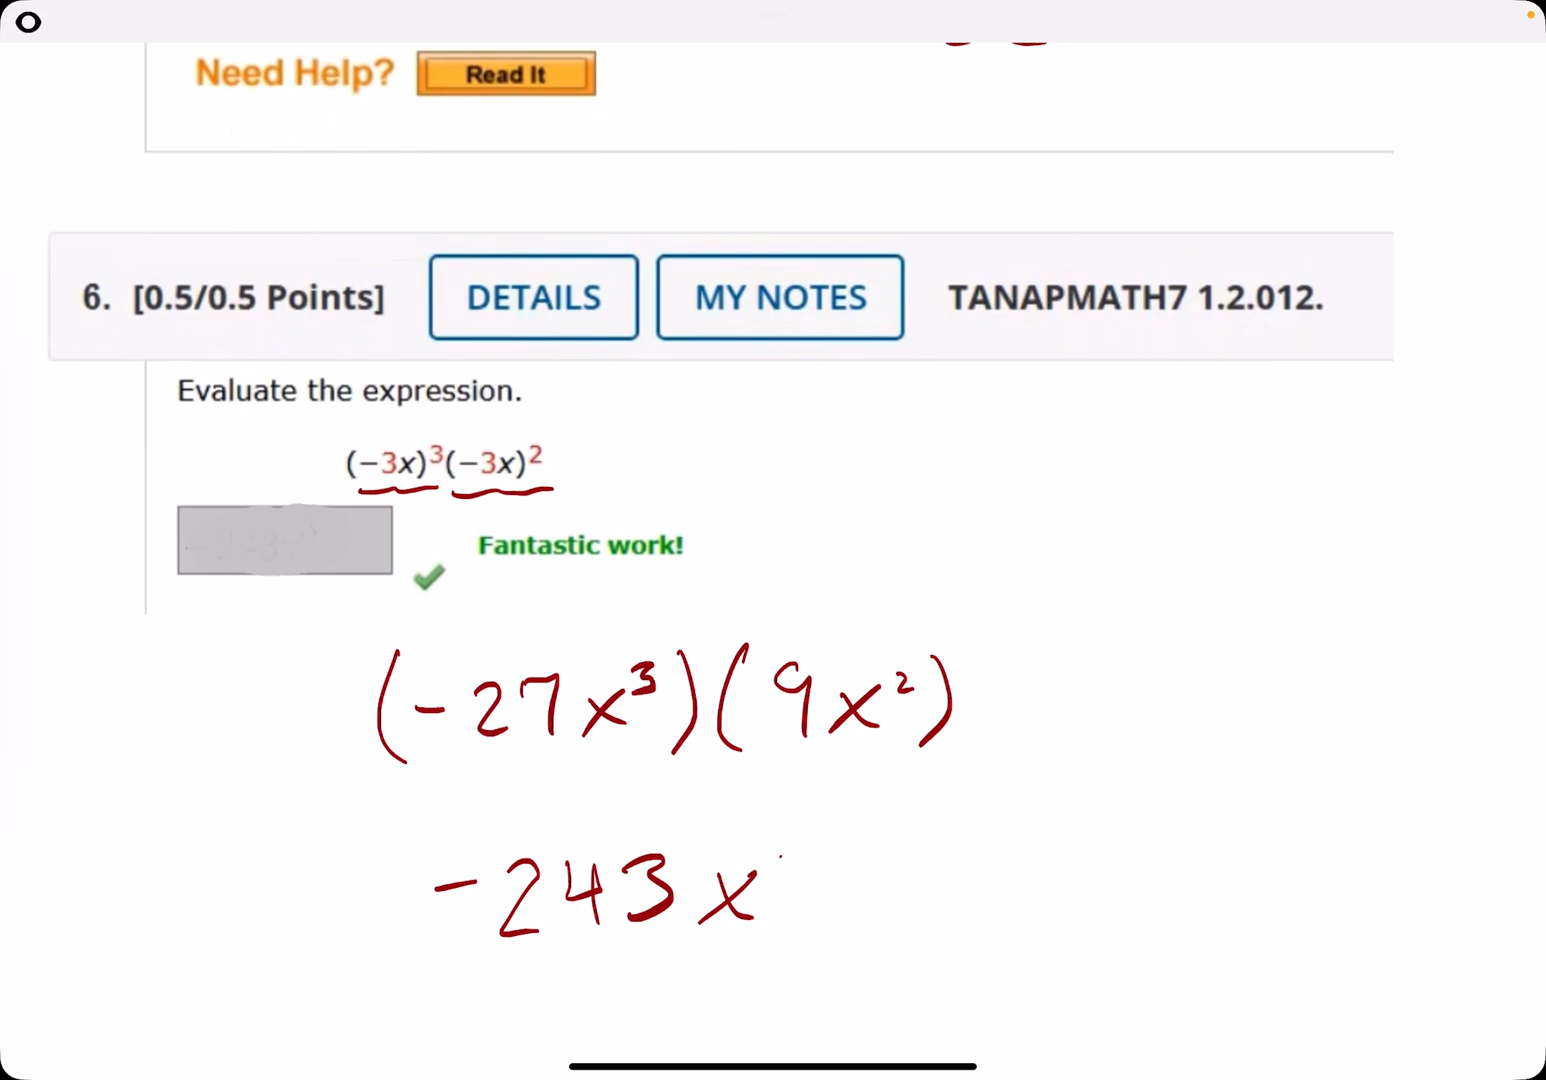 Need Help? Read It
6. [0.5/0.5 Points] DETAILS MY NOTES TANAPMATH7 1.2.012.
Evaluate the expression.
(−3x)³(−3x)²
Fantastic work!
(-27x³)(9x²)
-243x